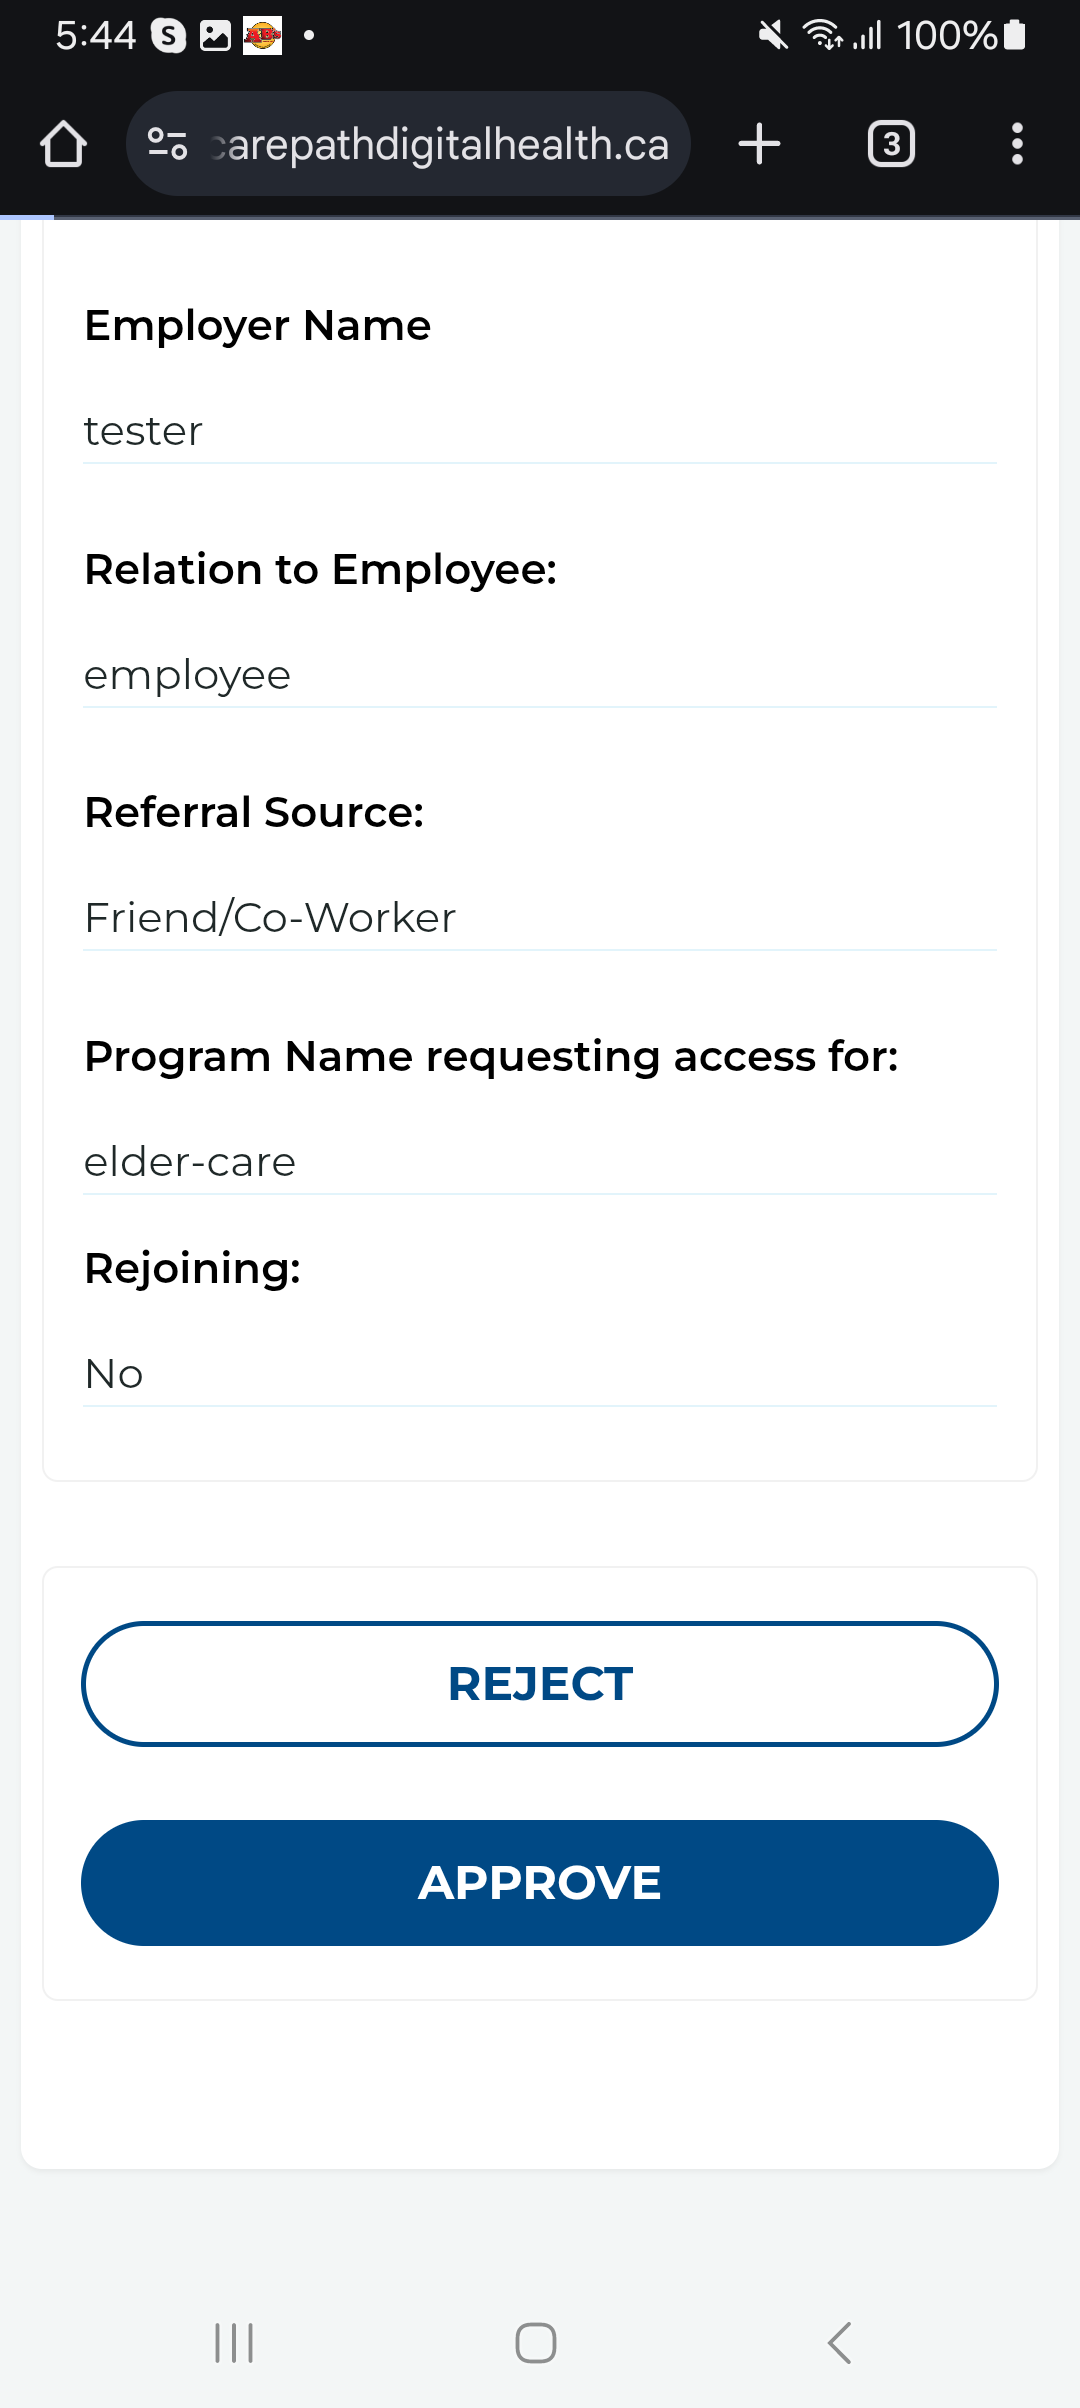 5:44 S AB's 100%
carepathdigitalhealth.ca 3
Employer Name
tester
Relation to Employee:
employee
Referral Source:
Friend/Co-Worker
Program Name requesting access for:
elder-care
Rejoining:
No
REJECT
APPROVE